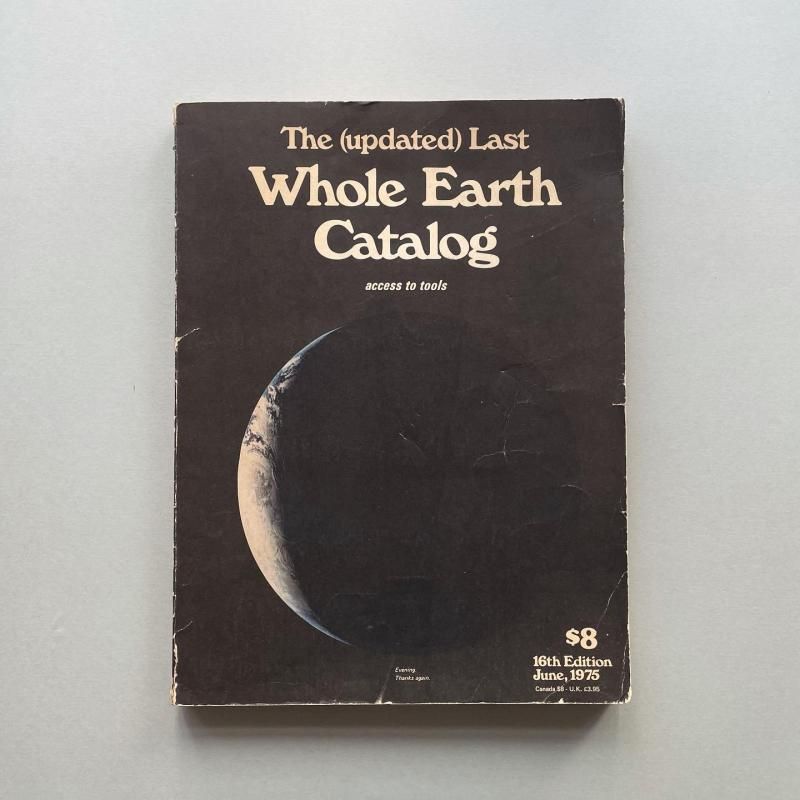 The (updated) Last
Whole Earth
Catalog
access to tools
$8
16th Edition
June, 1975
Canada $8 - U.K. £3.95
Evening.
Thanks again.